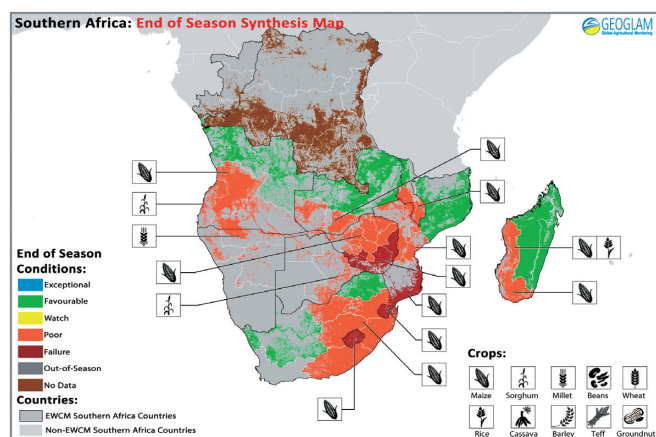 Southern Africa: End of Season Synthesis Map
GEOGLAM
Global Agricultural Monitoring
End of Season
Conditions:
Exceptional
Favourable
Watch
Poor
Failure
Out-of-Season
No Data
Countries:
EWCM Southern Africa Countries
Non-EWCM Southern Africa Countries
Crops:
Maize Sorghum Millet Beans Wheat
Rice Cassava Barley Teff Groundnut